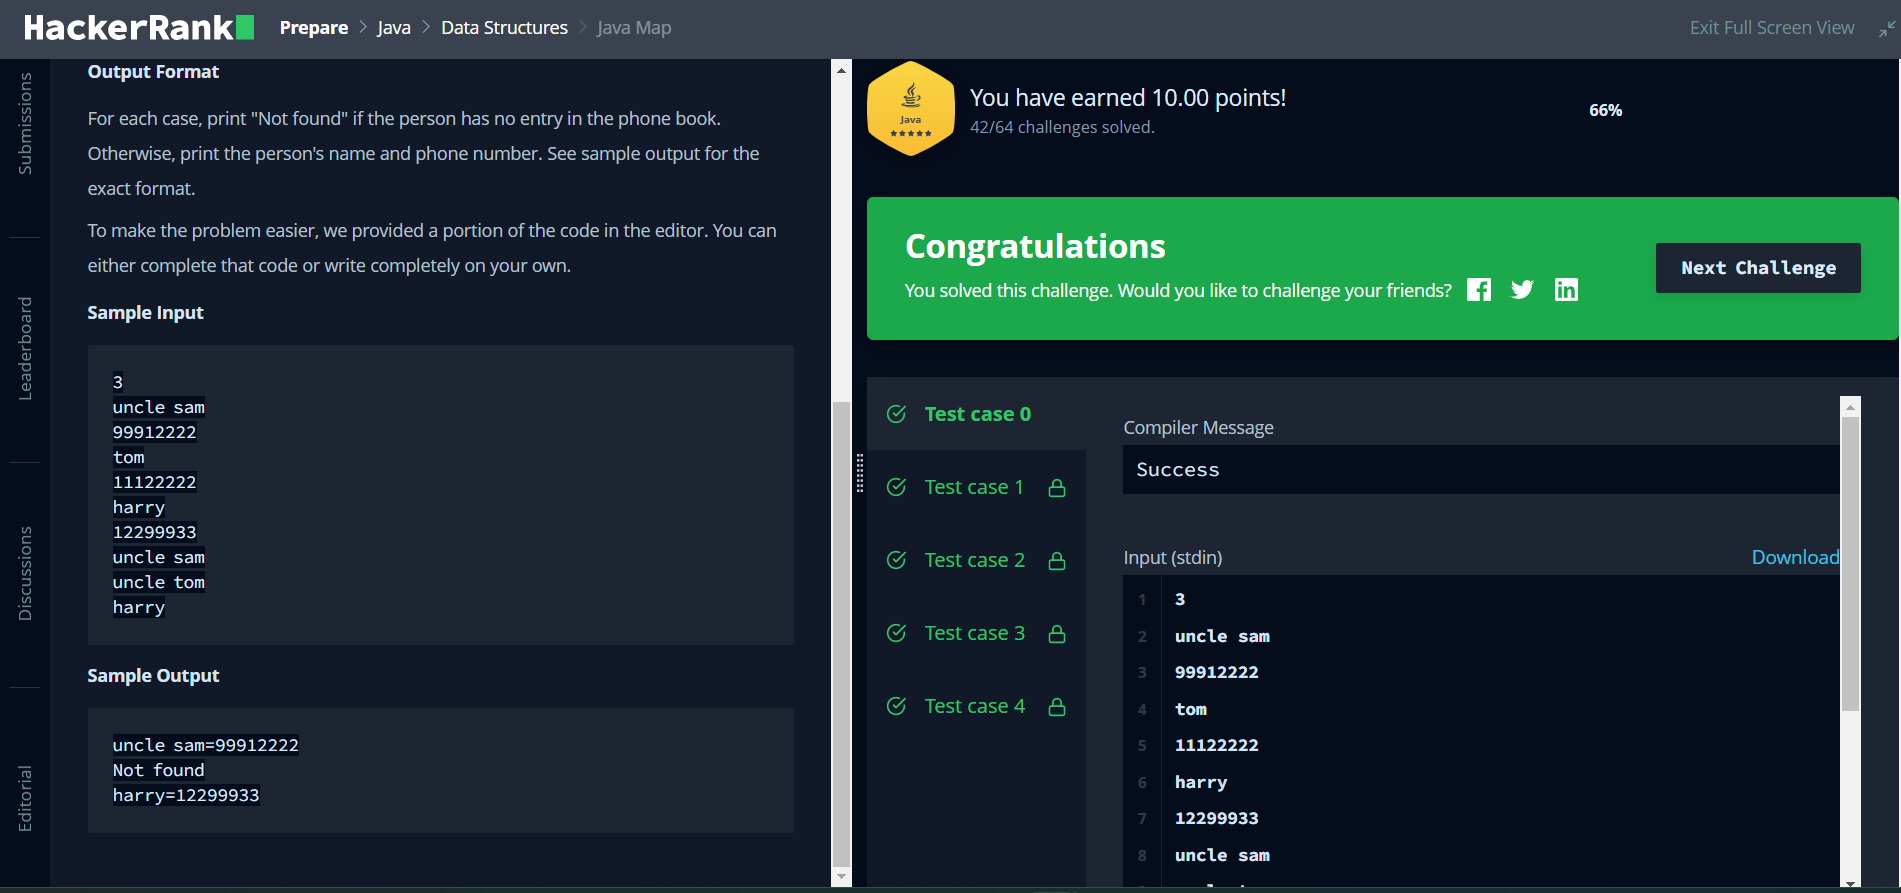 HackerRank
Prepare > Java > Data Structures > Java Map
Exit Full Screen View
Submissions
Leaderboard
Discussions
Editorial
Output Format
For each case, print "Not found" if the person has no entry in the phone book.
Otherwise, print the person's name and phone number. See sample output for the
exact format.
To make the problem easier, we provided a portion of the code in the editor. You can
either complete that code or write completely on your own.
Sample Input
3
uncle sam
99912222
tom
11122222
harry
12299933
uncle sam
uncle tom
harry
Sample Output
uncle sam=99912222
Not found
harry=12299933
Java
You have earned 10.00 points!
42/64 challenges solved.
66%
Congratulations
You solved this challenge. Would you like to challenge your friends?
Next Challenge
Test case 0
Test case 1
Test case 2
Test case 3
Test case 4
Compiler Message
Success
Input (stdin)
Download
1 3
2 uncle sam
3 99912222
4 tom
5 11122222
6 harry
7 12299933
8 uncle sam